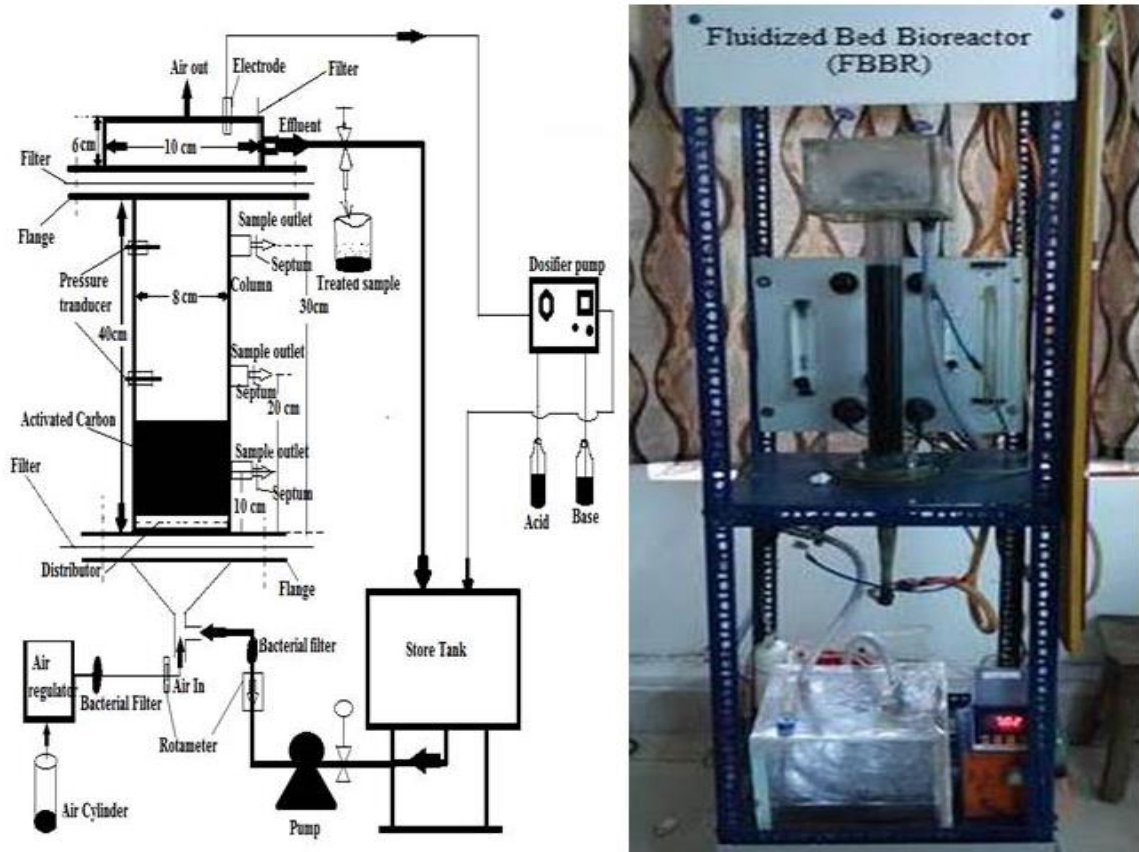 Air out
Electrode
Filter
Effluent
6cm
10 cm
Filter
Flange
Sample outlet
Septum
Column
Pressure
tranducer
8 cm
30cm
40cm
Treated sample
Dosifier pump
Sample outlet
Septum
20 cm
Activated Carbon
Sample outlet
Septum
10 cm
Filter
Distributor
Flange
Acid
Base
Bacterial filter
Store Tank
Air
regulator
Air In
Bacterial Filter
Rotameter
Air Cylinder
Pump
Fluidized Bed Bioreactor
(FBBR)